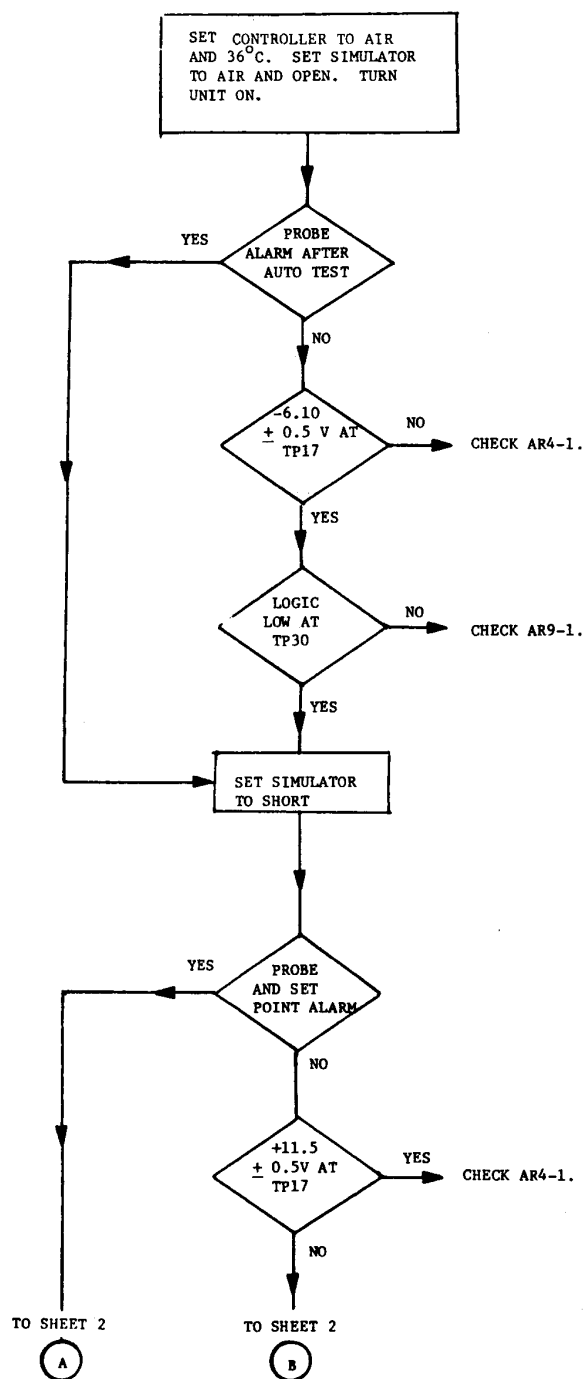 SET CONTROLLER TO AIR
AND 36°C. SET SIMULATOR
TO AIR AND OPEN. TURN
UNIT ON.
YES
PROBE
ALARM AFTER
AUTO TEST
NO
-6.10
± 0.5 V AT
TP17
NO
CHECK AR4-1.
YES
LOGIC
LOW AT
TP30
NO
CHECK AR9-1.
YES
SET SIMULATOR
TO SHORT
YES
PROBE
AND SET
POINT ALARM
NO
+11.5
± 0.5V AT
TP17
YES
CHECK AR4-1.
NO
TO SHEET 2
A
TO SHEET 2
B